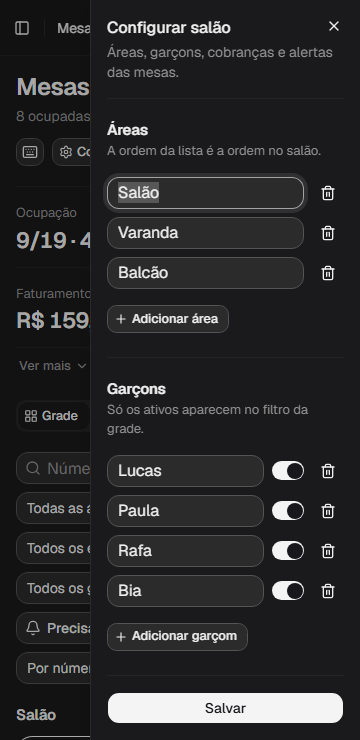 Mesas
Configurar salão
Áreas, garçons, cobranças e alertas
das mesas.
Mesas
8 ocupadas
Ocupação
9/19 · 4
Faturamento
R$ 159
Ver mais
Grade
Núme
Todas as
Todos os
Todos os
Precisa
Por númer
Salão
Áreas
A ordem da lista é a ordem no salão.
Salão
Varanda
Balcão
Adicionar área
Garçons
Só os ativos aparecem no filtro da
grade.
Lucas
Paula
Rafa
Bia
Adicionar garçom
Salvar